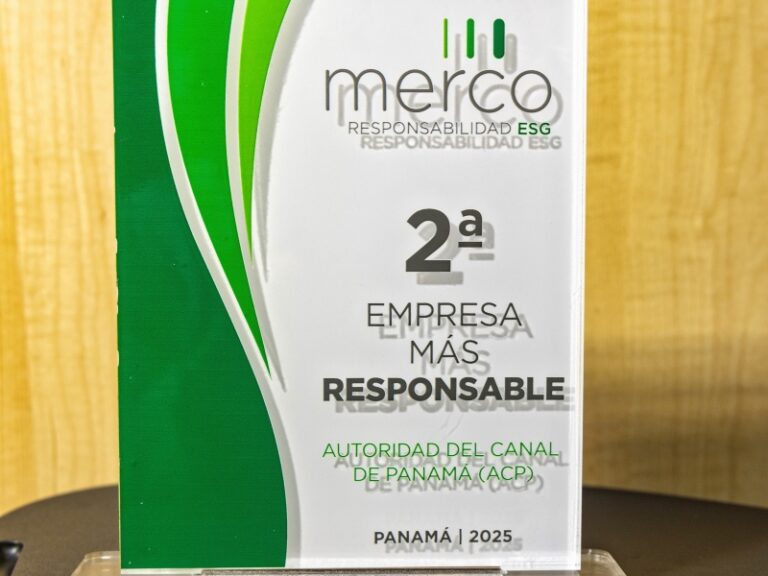 merco
RESPONSABILIDAD ESG
2ª
EMPRESA
MÁS
RESPONSABLE
AUTORIDAD DEL CANAL
DE PANAMÁ (ACP)
PANAMÁ | 2025